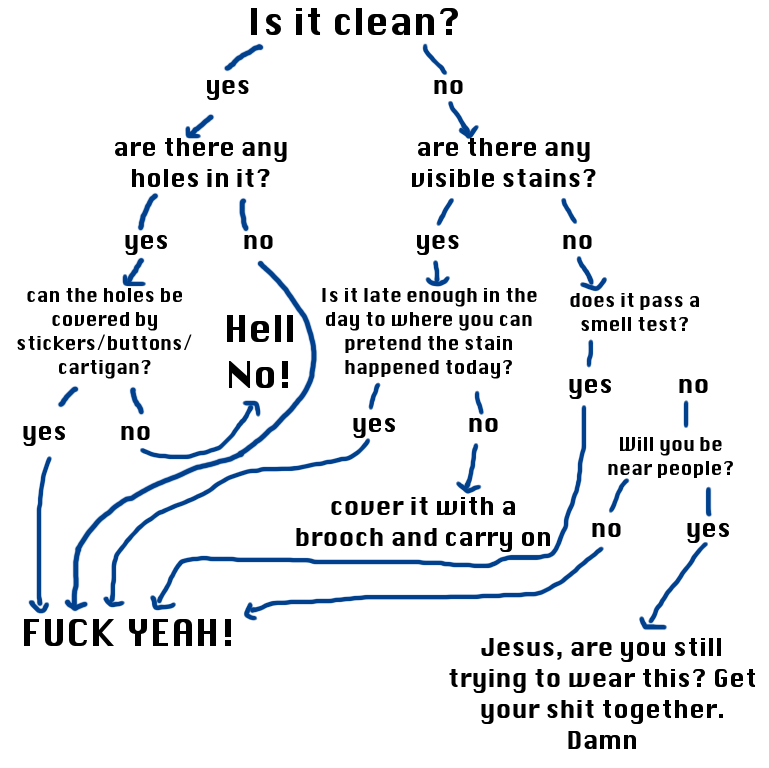 Is it clean?
yes
no
are there any
holes in it?
are there any
visible stains?
yes
no
yes
no
can the holes be
covered by
stickers/buttons/
cartigan?
Hell
No!
Is it late enough in the
day to where you can
pretend the stain
happened today?
does it pass a
smell test?
yes
no
yes
no
yes
no
Will you be
near people?
cover it with a
brooch and carry on
no
yes
FUCK YEAH!
Jesus, are you still
trying to wear this? Get
your shit together.
Damn